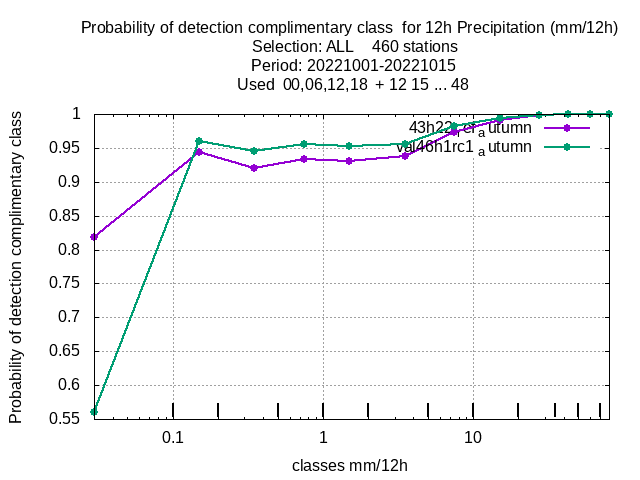 Probability of detection complimentary class for 12h Precipitation (mm/12h)
Selection: ALL 460 stations
Period: 20221001-20221015
Used 00,06,12,18 + 12 15 ... 48
Probability of detection complimentary class
1
0.95
0.9
0.85
0.8
0.75
0.7
0.65
0.6
0.55
a utumn
val46h1rc1 a utumn
0.1
1
10
classes mm/12h